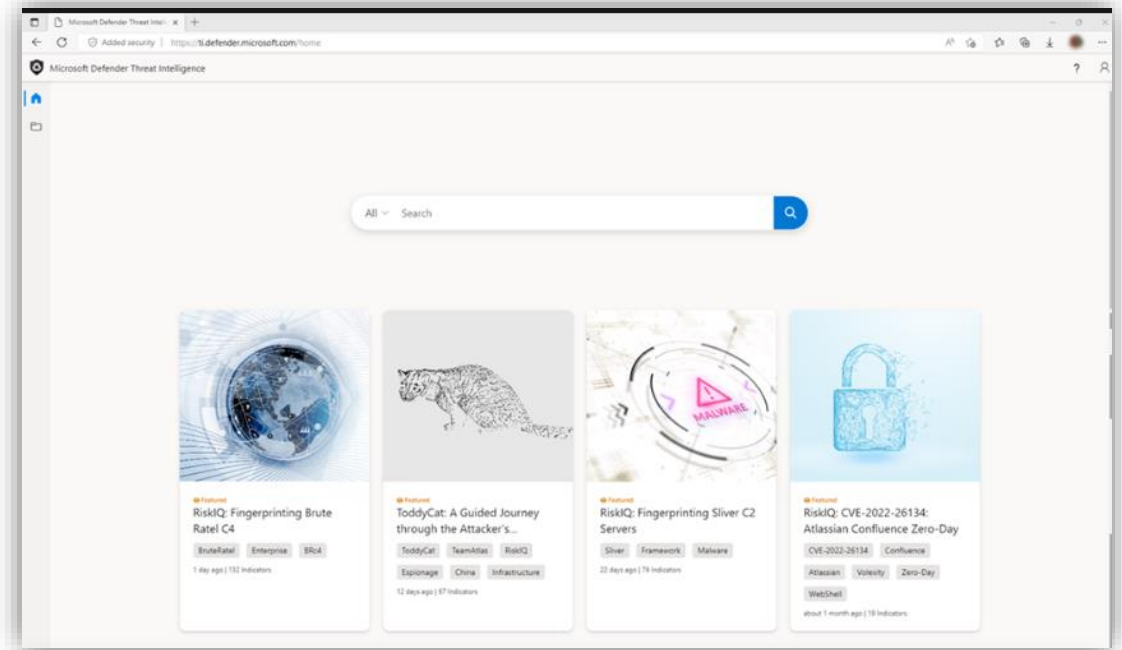 Microsoft Defender Threat Intel
Added security
https://ti.defender.microsoft.com/home
Microsoft Defender Threat Intelligence
?
All
Search
MALWARE
Featured
RiskIQ: Fingerprinting Brute
Ratel C4
BruteRatel Enterprise BRc4
1 day ago | 132 Indicators
Featured
ToddyCat: A Guided Journey
through the Attacker's...
ToddyCat TeamAtlas RiskIQ
Espionage China Infrastructure
12 days ago | 97 Indicators
Featured
RiskIQ: Fingerprinting Sliver C2
Servers
Sliver Framework Malware
22 days ago | 79 Indicators
Featured
RiskIQ: CVE-2022-26134:
Atlassian Confluence Zero-Day
CVE-2022-26134 Confluence
Atlassian Volexity Zero-Day
WebShell
about 1 month ago | 19 Indicators